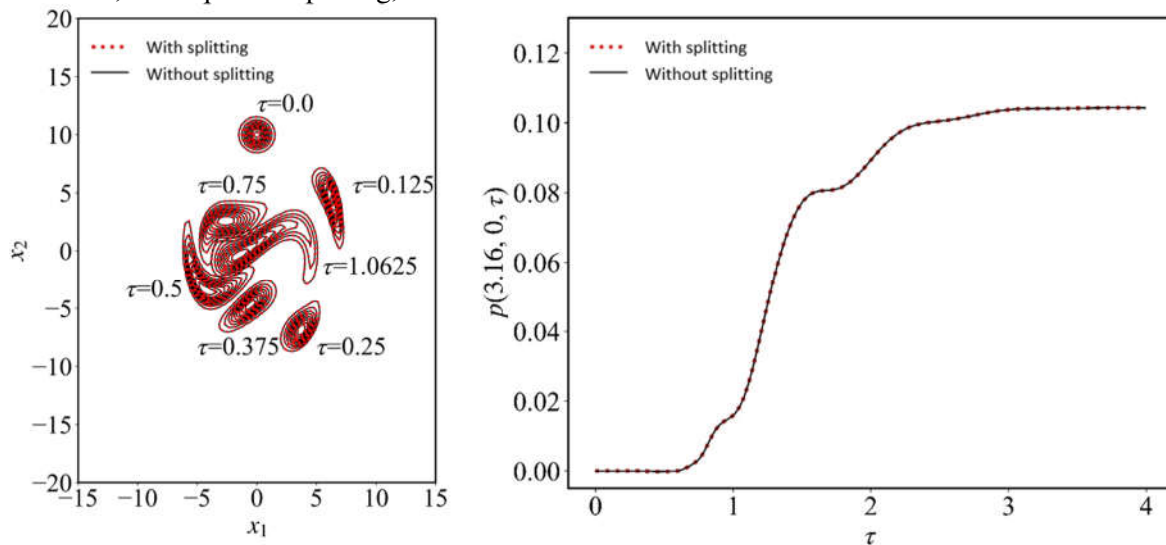 With splitting
Without splitting
τ=0.0
τ=0.75
τ=0.125
τ=1.0625
τ=0.5
τ=0.375
τ=0.25
20
15
10
5
0
−5
−10
−15
−20
x2
−15
−10
−5
0
5
10
15
x1
With splitting
Without splitting
0.12
0.10
0.08
0.06
0.04
0.02
0.00
p(3.16, 0, τ)
0
1
2
3
4
τ